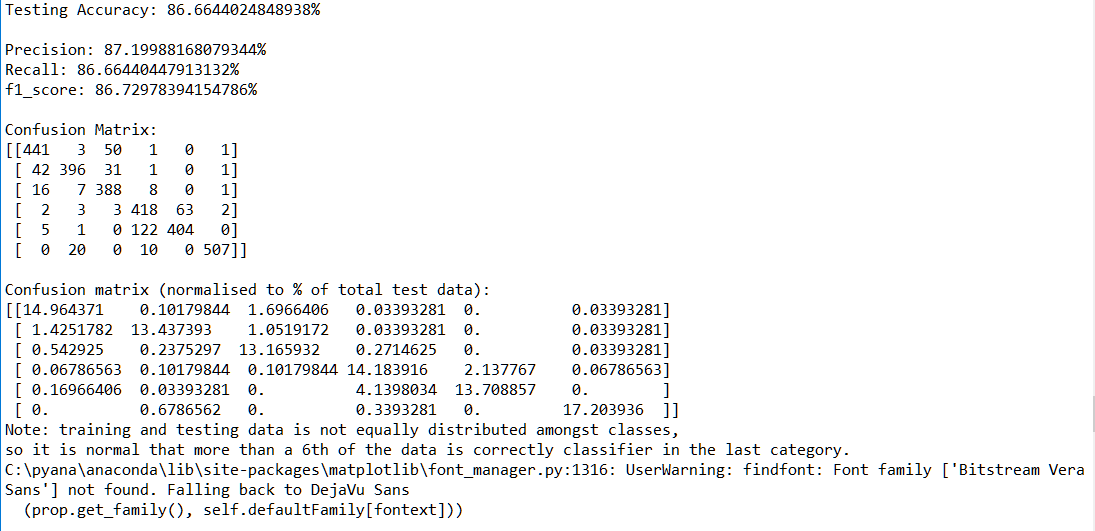 Testing Accuracy: 86.6644024848938%

Precision: 87.19988168079344%
Recall: 86.66440447913132%
f1_score: 86.72978394154786%

Confusion Matrix:
[[441   3  50   1   0   1]
 [ 42 396  31   1   0   1]
 [ 16   7 388   8   0   1]
 [  2   3   3 418  63   2]
 [  5   1   0 122 404   0]
 [  0  20   0  10   0 507]]

Confusion matrix (normalised to % of total test data):
[[14.964371    0.10179844  1.6966406   0.03393281  0.          0.03393281]
 [ 1.4251782  13.437393    1.0519172   0.03393281  0.          0.03393281]
 [ 0.542925    0.2375297  13.165932    0.2714625   0.          0.03393281]
 [ 0.06786563  0.10179844  0.10179844 14.183916    2.137767    0.06786563]
 [ 0.16966406  0.03393281  0.          4.1398034  13.708857    0.        ]
 [ 0.          0.6786562   0.          0.3393281   0.         17.203936  ]]
Note: training and testing data is not equally distributed amongst classes,
so it is normal that more than a 6th of the data is correctly classifier in the last category.
C:\pyana\anaconda\lib\site-packages\matplotlib\font_manager.py:1316: UserWarning: findfont: Font family ['Bitstream Vera
Sans'] not found. Falling back to DejaVu Sans
  (prop.get_family(), self.defaultFamily[fontext]))